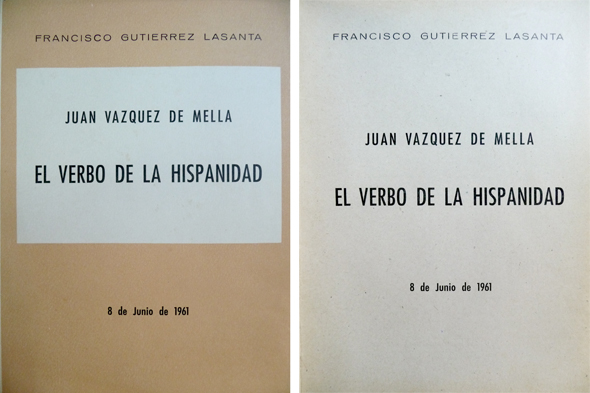 FRANCISCO GUTIERREZ LASANTA
JUAN VAZQUEZ DE MELLA
EL VERBO DE LA HISPANIDAD
8 de Junio de 1961
FRANCISCO GUTIERREZ LASANTA
JUAN VAZQUEZ DE MELLA
EL VERBO DE LA HISPANIDAD
8 de Junio de 1961